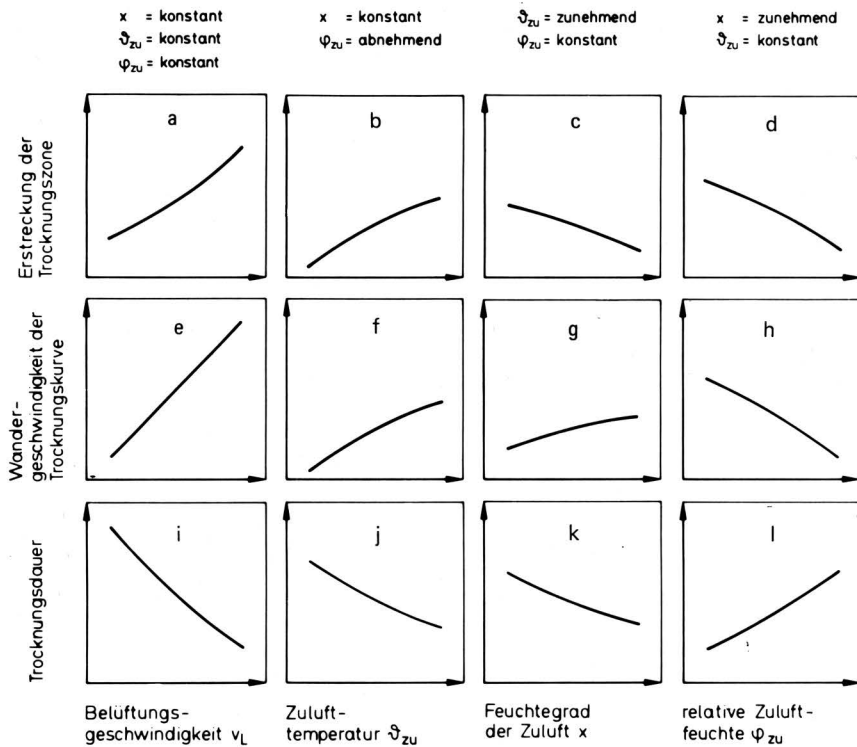 x = konstant
ϑzu = konstant
φzu = konstant
x = konstant
φzu = abnehmend
ϑzu = zunehmend
φzu = konstant
x = zunehmend
ϑzu = konstant
Erstreckung der
Trocknungszone
a
b
c
d
Wander-
geschwindigkeit der
Trocknungskurve
e
f
g
h
Trocknungsdauer
i
j
k
l
Belüftungs-
geschwindigkeit vL
Zuluft-
temperatur ϑzu
Feuchtegrad
der Zuluft x
relative Zuluft-
feuchte φzu